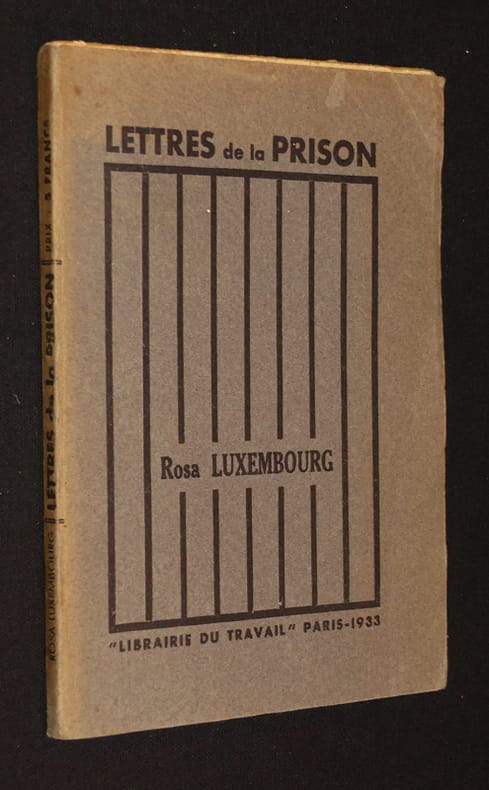 LETTRES de la PRISON
Rosa LUXEMBOURG
"LIBRAIRIE DU TRAVAIL" PARIS-1933
ROSA LUXEMBOURG LETTRES de la PRISON PRIX : 5 FRANCS